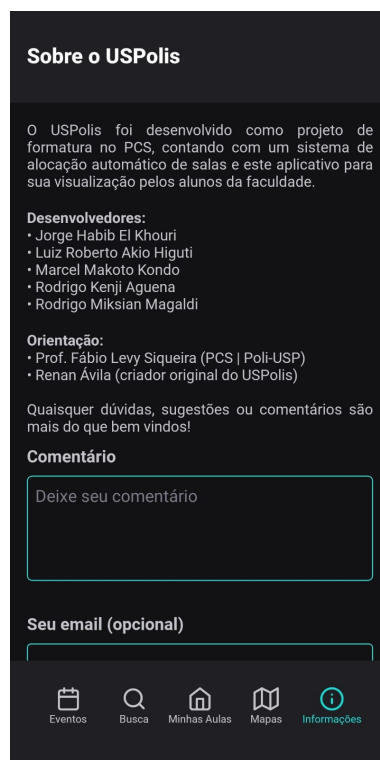 Sobre o USPolis
O USPolis foi desenvolvido como projeto de
formatura no PCS, contando com um sistema de
alocação automático de salas e este aplicativo para
sua visualização pelos alunos da faculdade.
Desenvolvedores:
• Jorge Habib El Khouri
• Luiz Roberto Akio Higuti
• Marcel Makoto Kondo
• Rodrigo Kenji Aguena
• Rodrigo Miksian Magaldi
Orientação:
• Prof. Fábio Levy Siqueira (PCS | Poli-USP)
• Renan Ávila (criador original do USPolis)
Quaisquer dúvidas, sugestões ou comentários são
mais do que bem vindos!
Comentário
Deixe seu comentário
Seu email (opcional)
Eventos Busca Minhas Aulas Mapas Informações